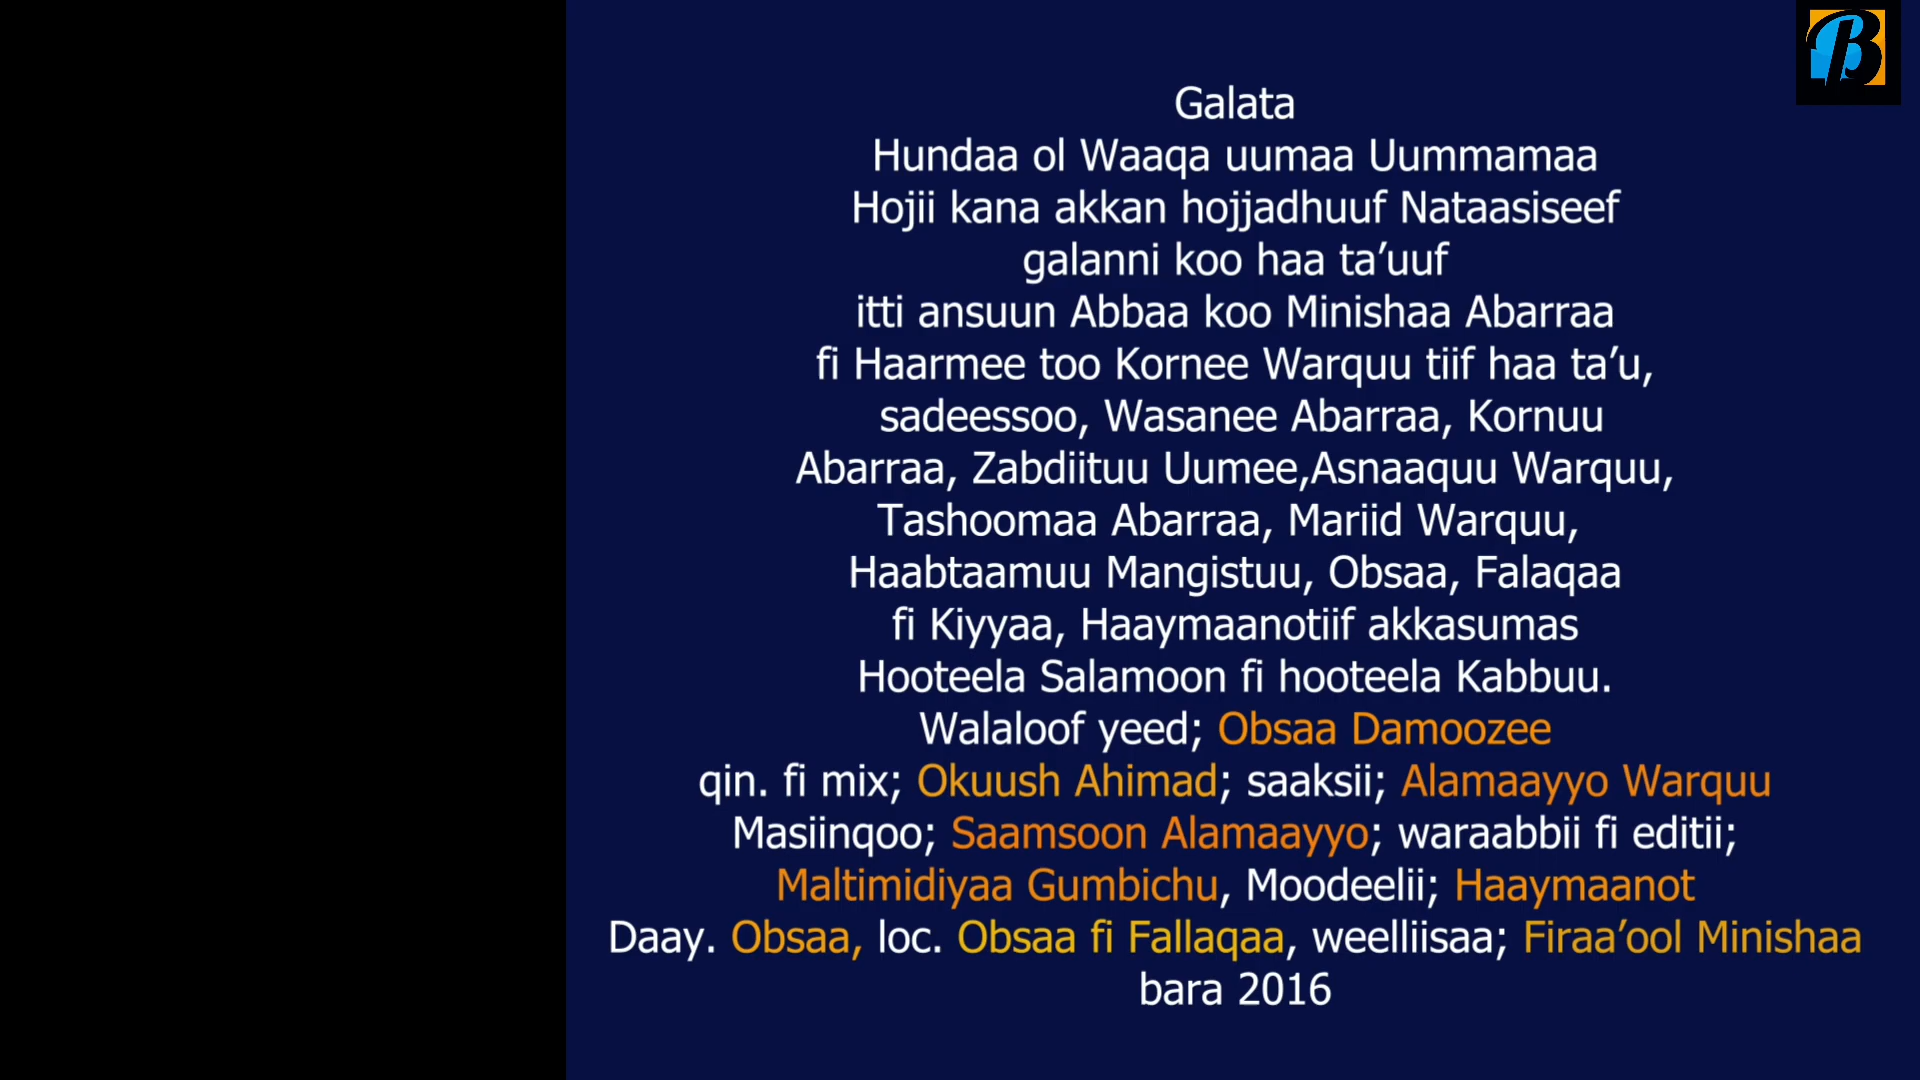 Galata
Hundaa ol Waaqa uumaa Uummamaa
Hojii kana akkan hojjadhuuf Nataasiseef
galanni koo haa ta’uuf
itti ansuun Abbaa koo Minishaa Abarraa
fi Haarmee too Kornee Warquu tiif haa ta’u,
sadeessoo, Wasanee Abarraa, Kornuu
Abarraa, Zabdiituu Uumee,Asnaaquu Warquu,
Tashoomaa Abarraa, Mariid Warquu,
Haabtaamuu Mangistuu, Obsaa, Falaqaa
fi Kiyyaa, Haaymaanotiif akkasumas
Hooteela Salamoon fi hooteela Kabbuu.
Walaloof yeed; Obsaa Damoozee
qin. fi mix; Okuush Ahimad; saaksii; Alamaayyo Warquu
Masiinqoo; Saamsoon Alamaayyo; waraabbii fi editii;
Maltimidiyaa Gumbichu, Moodeelii; Haaymaanot
Daay. Obsaa, loc. Obsaa fi Fallaqaa, weelliisaa; Firaa’ool Minishaa
bara 2016
B